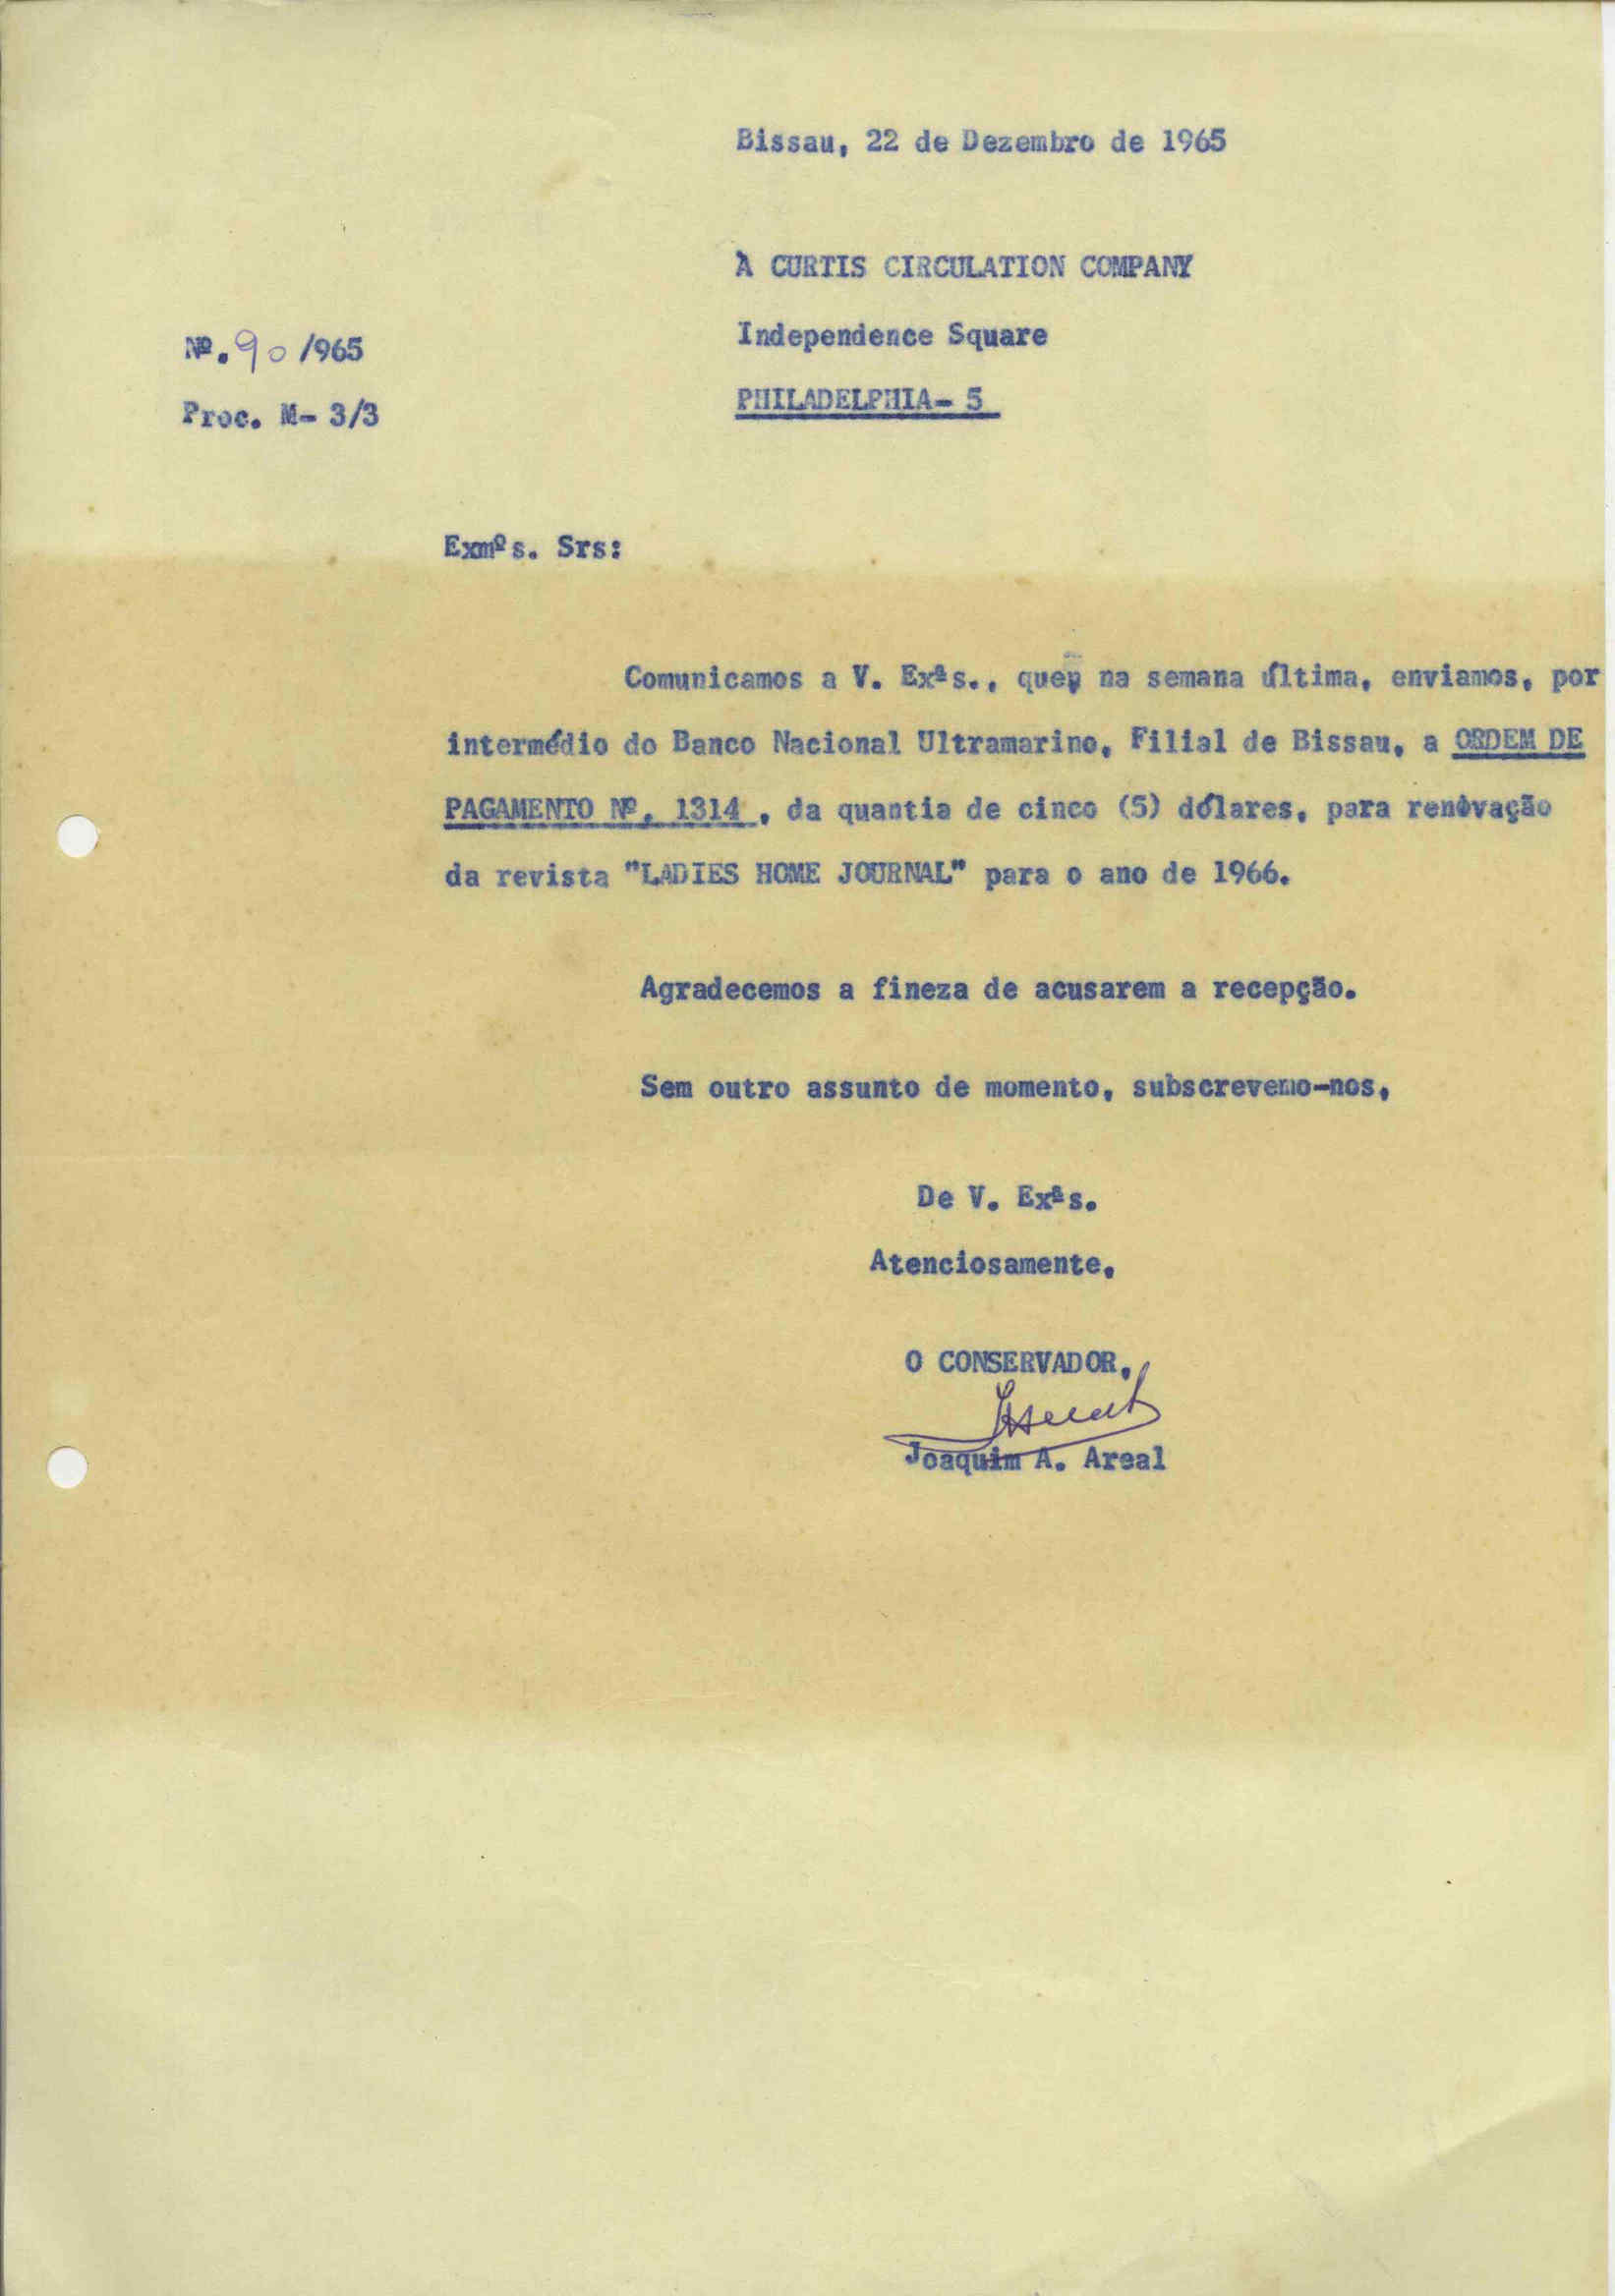 Bissau, 22 de Dezembro de 1965
À CURTIS CIRCULATION COMPANY
Independence Square
Nº. 90 /965
PHILADELPHIA- 5
Proc. M- 3/3
Exmºs. Srs:
Comunicamos a V. Exªs., que, na semana última, enviamos, por
intermédio do Banco Nacional Ultramarino, Filial de Bissau, a ORDEM DE
PAGAMENTO Nº. 1314 , da quantia de cinco (5) dólares, para renovação
da revista "LADIES HOME JOURNAL" para o ano de 1966.
Agradecemos a fineza de acusarem a recepção.
Sem outro assunto de momento, subscrevemo-nos,
De V. Exªs.
Atenciosamente,
O CONSERVADOR,
Joaquim A. Areal